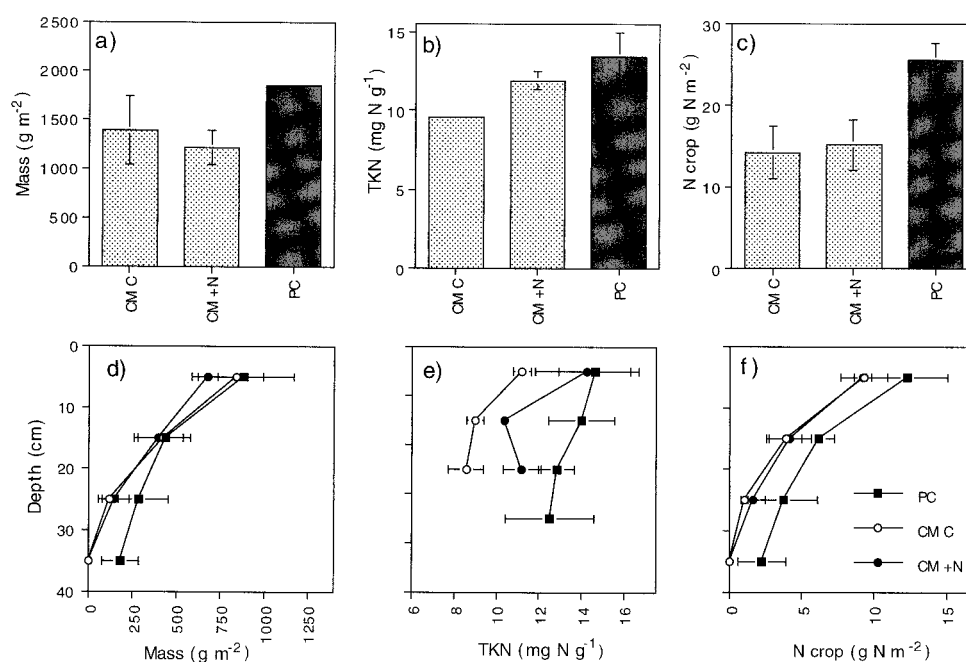 a)
2500
2000
1500
1000
500
0
Mass (g m⁻²)
CM C
CM +N
PC
b)
15
10
5
0
TKN (mg N g⁻¹)
CM C
CM +N
PC
c)
30
20
10
0
N crop (g N m⁻²)
CM C
CM +N
PC
d)
0
10
20
30
40
Depth (cm)
0
250
500
750
1000
1250
Mass (g m⁻²)
e)
6
8
10
12
14
16
TKN (mg N g⁻¹)
f)
PC
CM C
CM +N
0
5
10
15
N crop (g N m⁻²)